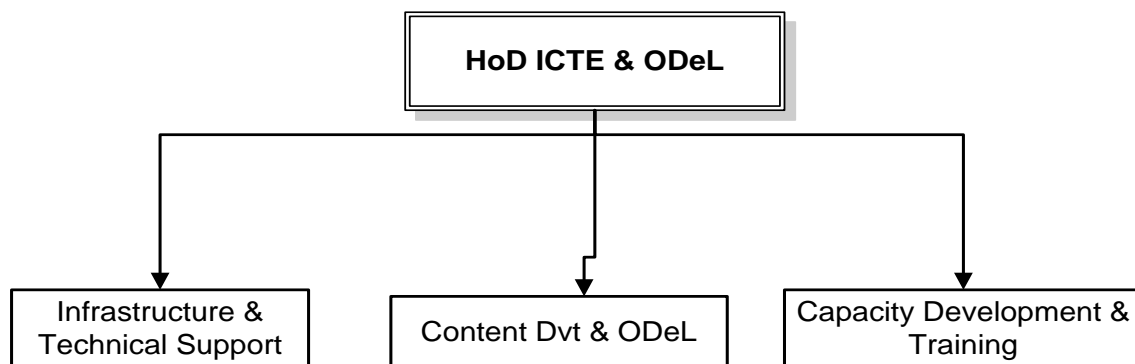 HoD ICTE & ODeL
Infrastructure &
Technical Support
Content Dvt & ODeL
Capacity Development &
Training